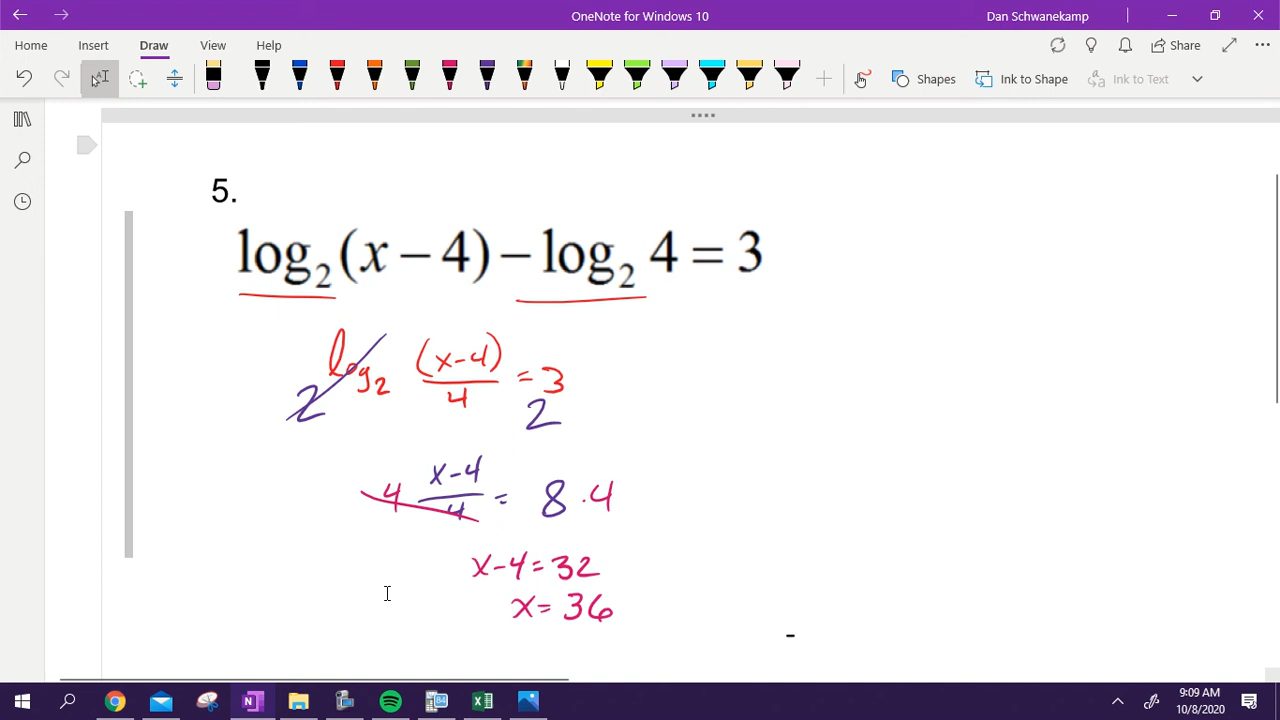 OneNote for Windows 10
Dan Schwanekamp
Home Insert Draw View Help
Share
Shapes Ink to Shape Ink to Text
5.
log₂(x − 4) − log₂ 4 = 3
log₂ (x-4)/4 = 3
2 2
4 x-4/4 = 8 · 4
x-4=32
x= 36
-
9:09 AM
10/8/2020